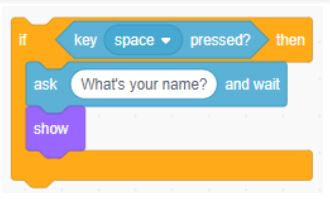 if key space pressed? then
ask What's your name? and wait
show